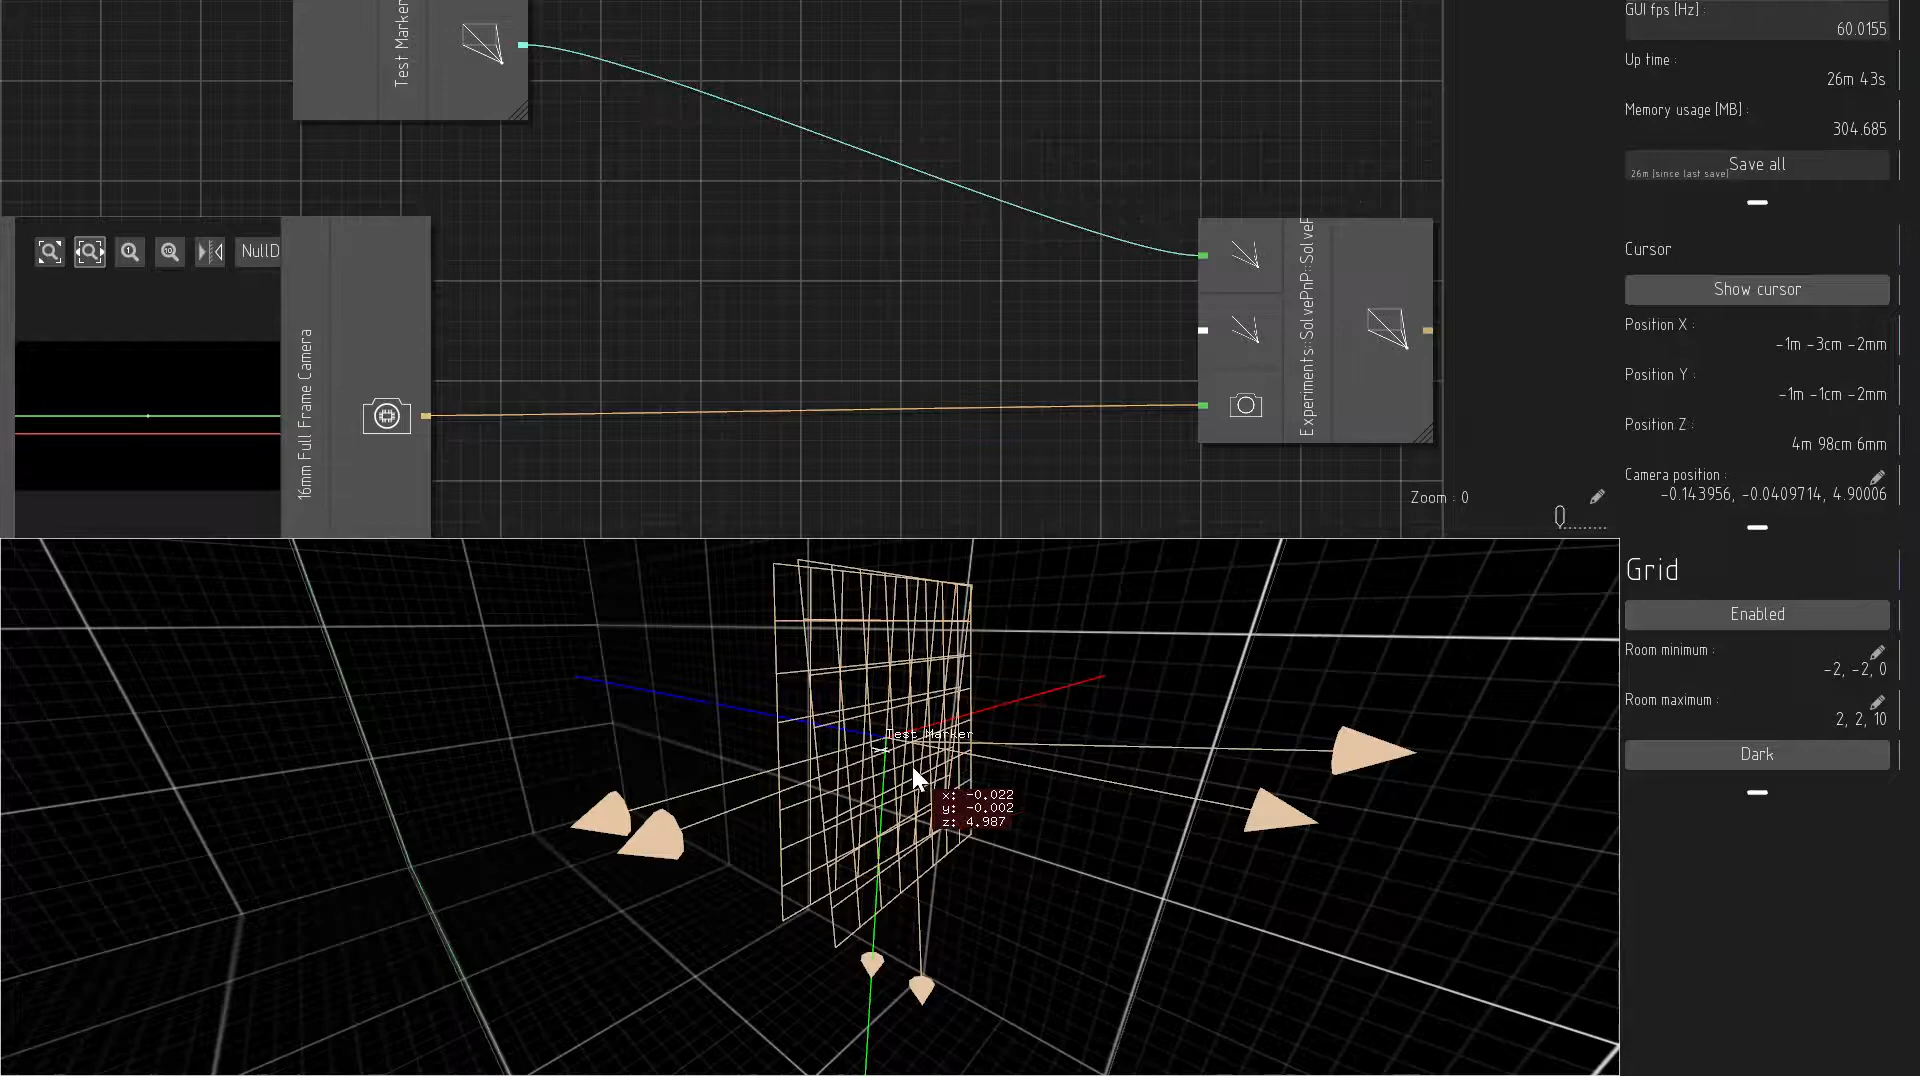 Test Marker
NullD
16mm Full Frame Camera
Experiments::SolvePnP::SolveP
Zoom : 0
0
GUI fps [Hz] :
60.0155
Up time :
26m 43s
Memory usage [MB] :
304.685
Save all
26m [since last save]
Cursor
Show cursor
Position X :
-1m -3cm -2mm
Position Y :
-1m -1cm -2mm
Position Z :
4m 98cm 6mm
Camera position :
-0.143956, -0.0409714, 4.90006
Grid
Enabled
Room minimum :
-2, -2, 0
Room maximum :
2, 2, 10
Dark
Test Marker
x: -0.022
y: -0.002
z: 4.987